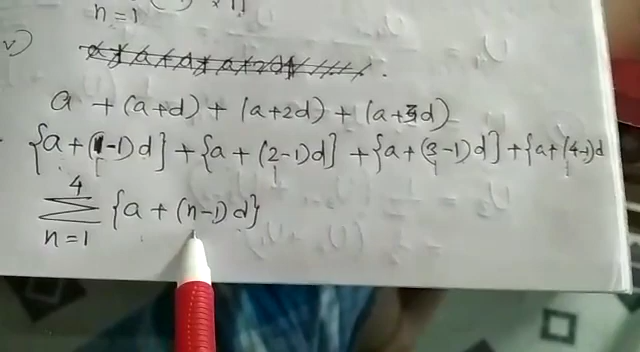 n=1
v)
a + (a+d) + (a+2d) + (a+3d)
{a+(1-1)d} + {a+(2-1)d} + {a+(3-1)d} + {a+(4-1)d
4
∑ {a + (n-1)d}
n=1